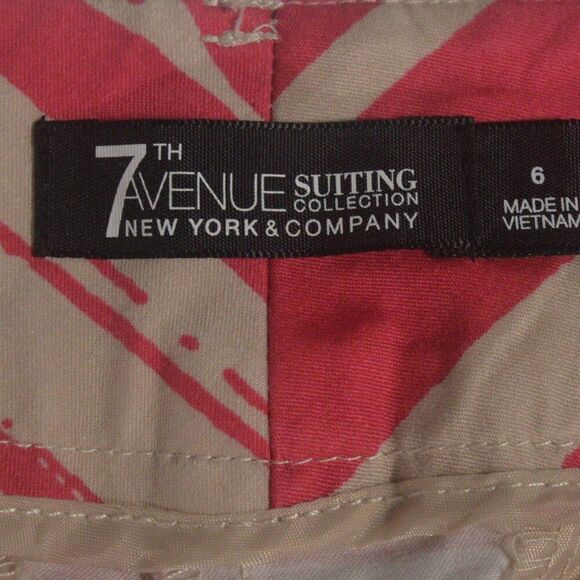 7TH
AVENUE SUITING
COLLECTION
NEW YORK & COMPANY
6
MADE IN
VIETNAM